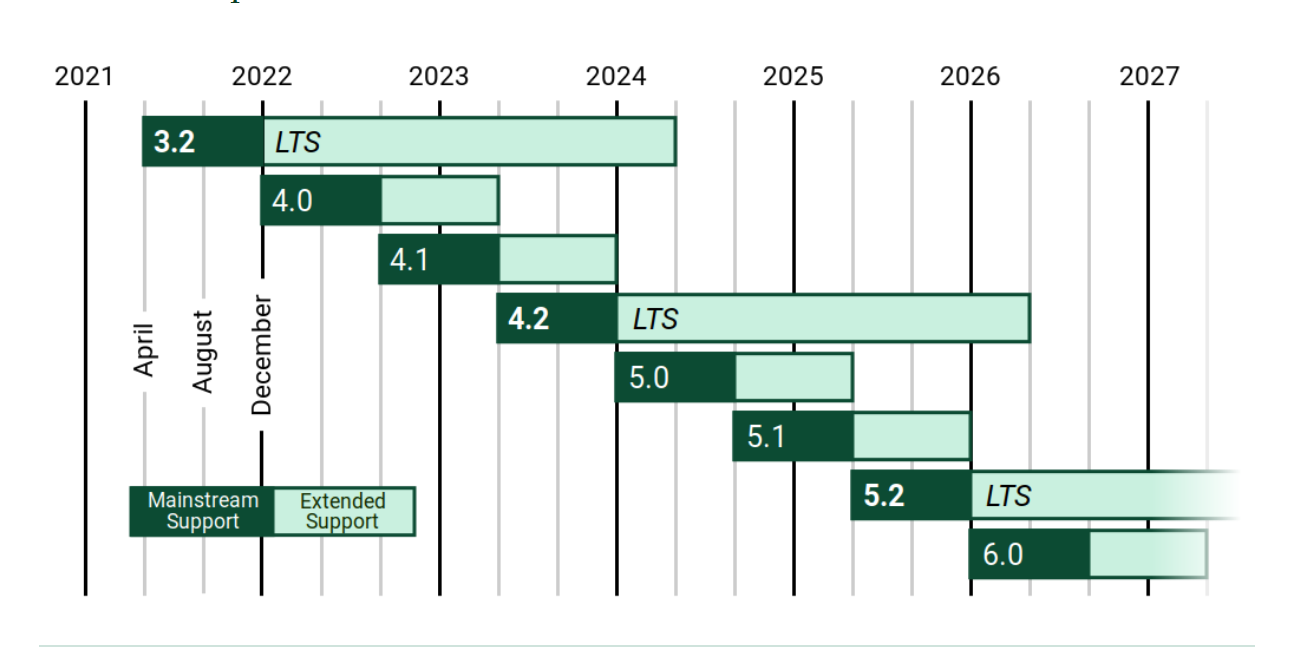 2021 2022 2023 2024 2025 2026 2027
3.2 LTS
4.0
4.1
4.2 LTS
April August December
5.0
5.1
5.2 LTS
Mainstream Support
Extended Support
6.0